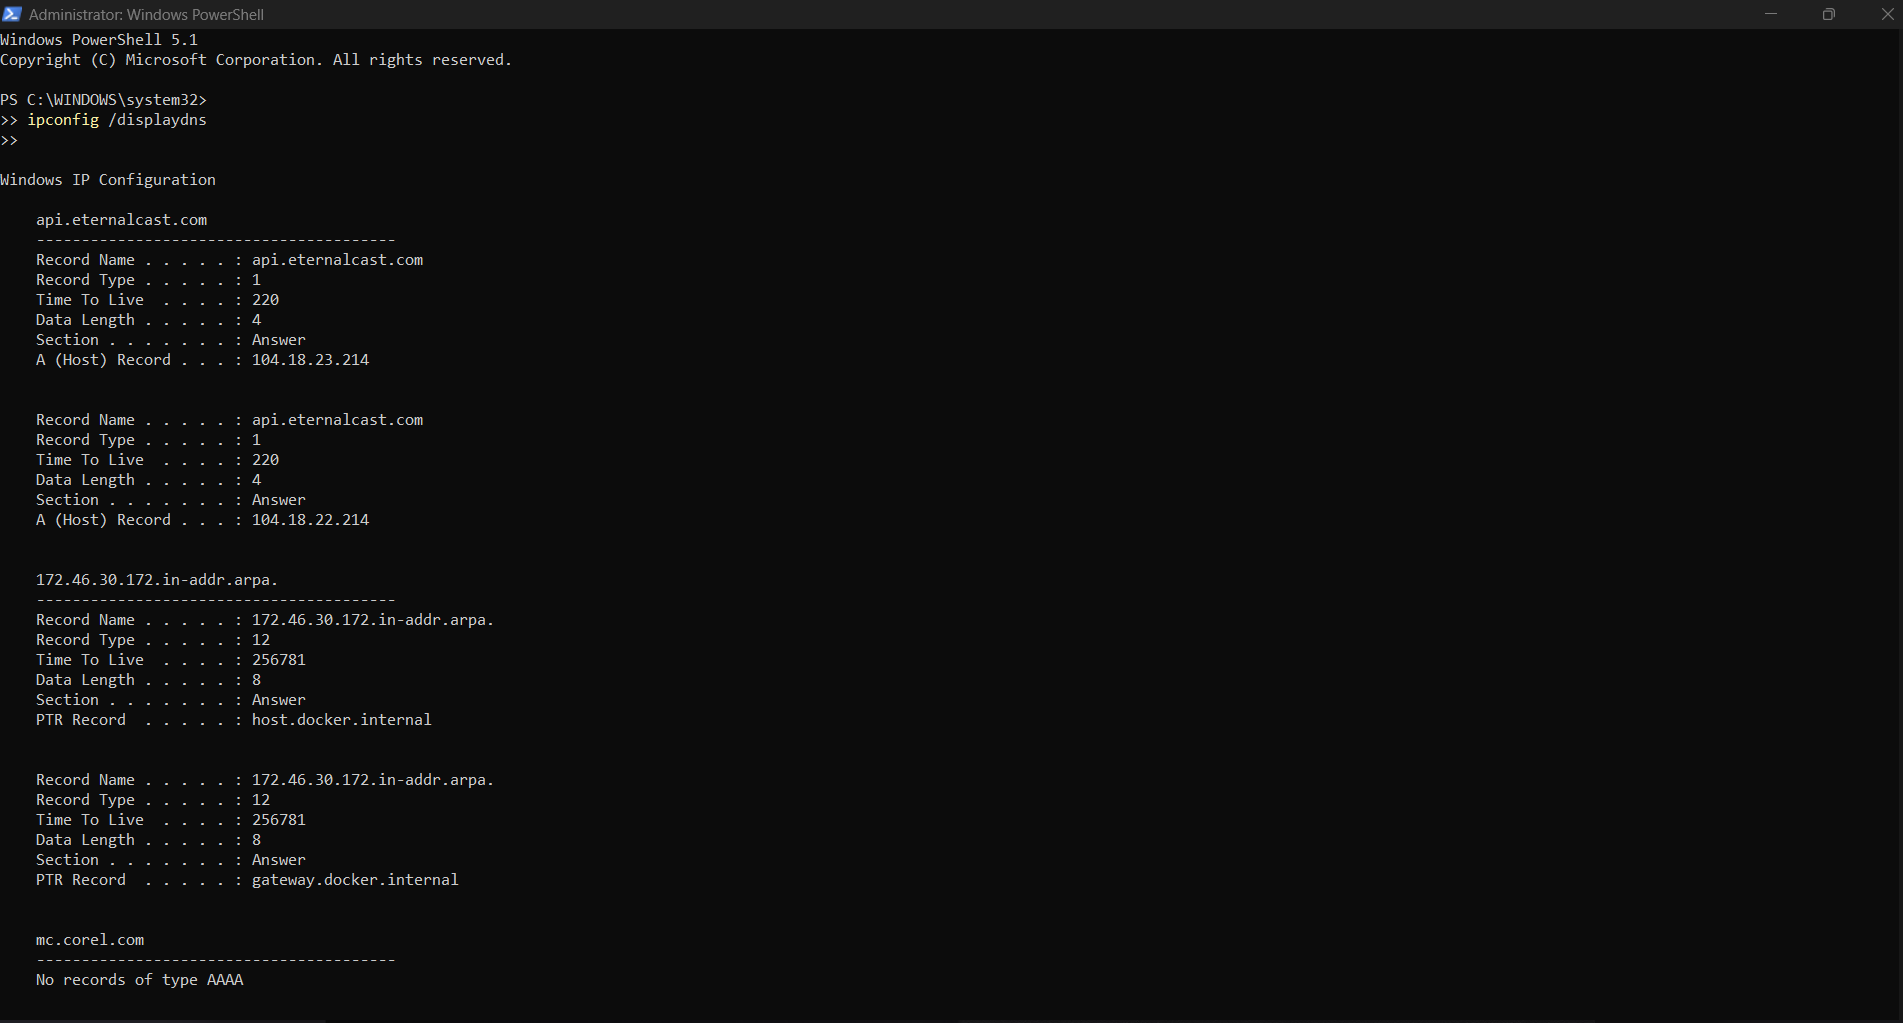 Administrator: Windows PowerShell
Windows PowerShell 5.1
Copyright (C) Microsoft Corporation. All rights reserved.
PS C:\WINDOWS\system32>
>> ipconfig /displaydns
>>
Windows IP Configuration
api.eternalcast.com
----------------------------------------
Record Name . . . . . : api.eternalcast.com
Record Type . . . . . : 1
Time To Live  . . . . : 220
Data Length . . . . . : 4
Section . . . . . . . : Answer
A (Host) Record . . . : 104.18.23.214
Record Name . . . . . : api.eternalcast.com
Record Type . . . . . : 1
Time To Live  . . . . : 220
Data Length . . . . . : 4
Section . . . . . . . : Answer
A (Host) Record . . . : 104.18.22.214
172.46.30.172.in-addr.arpa.
----------------------------------------
Record Name . . . . . : 172.46.30.172.in-addr.arpa.
Record Type . . . . . : 12
Time To Live  . . . . : 256781
Data Length . . . . . : 8
Section . . . . . . . : Answer
PTR Record  . . . . . : host.docker.internal
Record Name . . . . . : 172.46.30.172.in-addr.arpa.
Record Type . . . . . : 12
Time To Live  . . . . : 256781
Data Length . . . . . : 8
Section . . . . . . . : Answer
PTR Record  . . . . . : gateway.docker.internal
mc.corel.com
----------------------------------------
No records of type AAAA